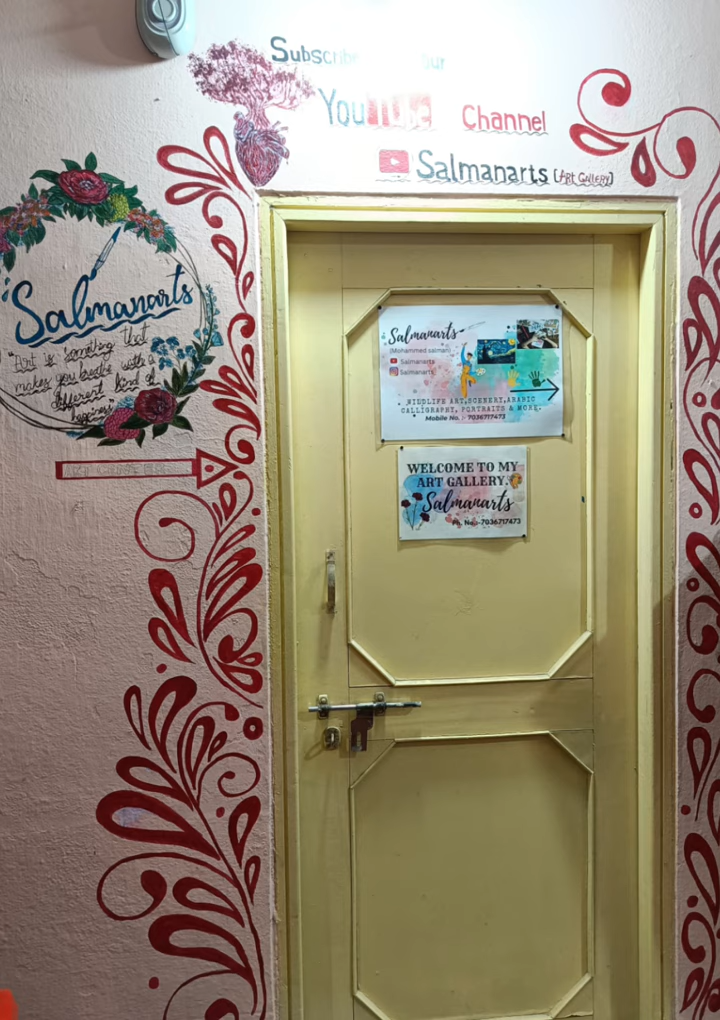 Subscribe our
YouTube Channel
Salmanarts (ART GALLERY)
Salmanarts
"Art is something that
makes you breathe with a
different kind of
happiness"
ART GALLERY
Salmanarts
(Mohammed salman)
Salmanarts
Salmanarts
WILDLIFE ART, SCENERY, ARABIC
CALLIGRAPHY, PORTRAITS & MORE.
Mobile No. :- 7036717473
WELCOME TO MY
ART GALLERY.
Salmanarts
Ph. No.:-7036717473